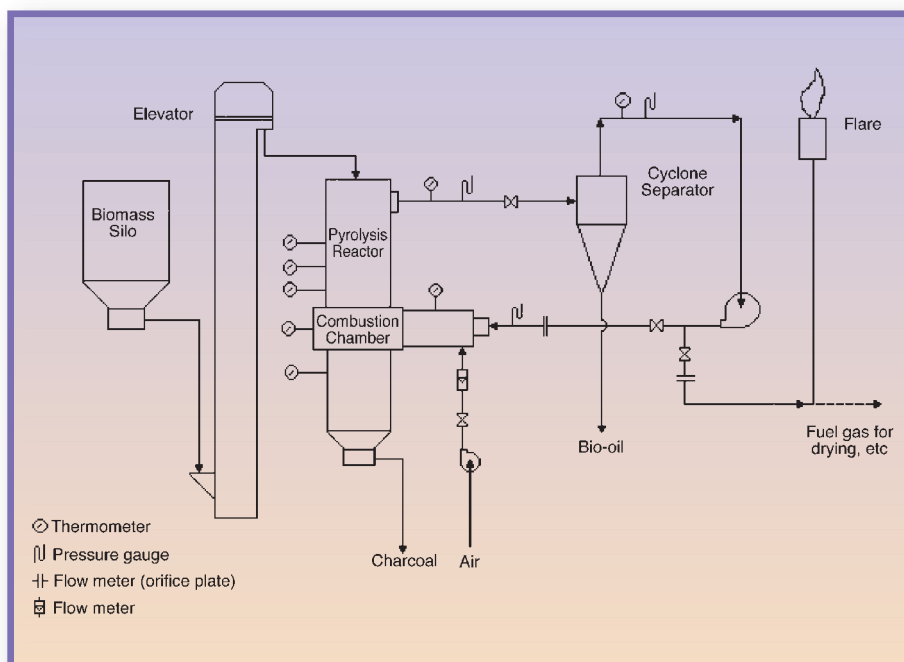 Elevator
Flare
Cyclone
Separator
Biomass
Silo
Pyrolysis
Reactor
Combustion
Chamber
Bio-oil
Fuel gas for
drying, etc
Charcoal
Air
Thermometer
Pressure gauge
Flow meter (orifice plate)
Flow meter